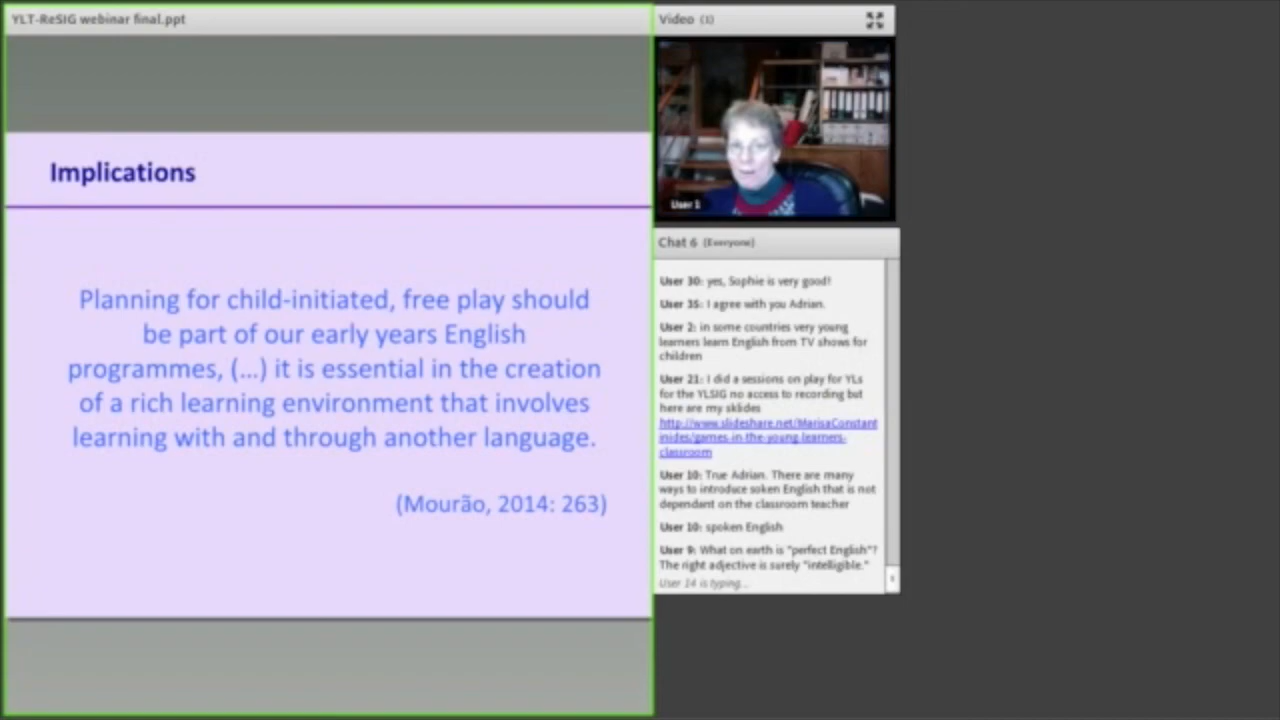 YLT-ReSIG webinar final.ppt
Implications
Planning for child-initiated, free play should
be part of our early years English
programmes, (...) it is essential in the creation
of a rich learning environment that involves
learning with and through another language.
(Mourão, 2014: 263)
Video (1)
User 1
Chat 6 (Everyone)
User 30: yes, Sophie is very good!
User 35: I agree with you Adrian.
User 2: in some countries very young
learners learn English from TV shows for
children
User 21: I did a sessions on play for YLs
for the YLSIG no access to recording but
here are my sklides
http://www.slideshare.net/MarisaConstant
inides/games-in-the-young-learners-
classroom
User 10: True Adrian. There are many
ways to introduce soken English that is not
dependant on the classroom teacher
User 10: spoken English
User 9: What on earth is "perfect English"?
The right adjective is surely "intelligible."
User 14 is typing...